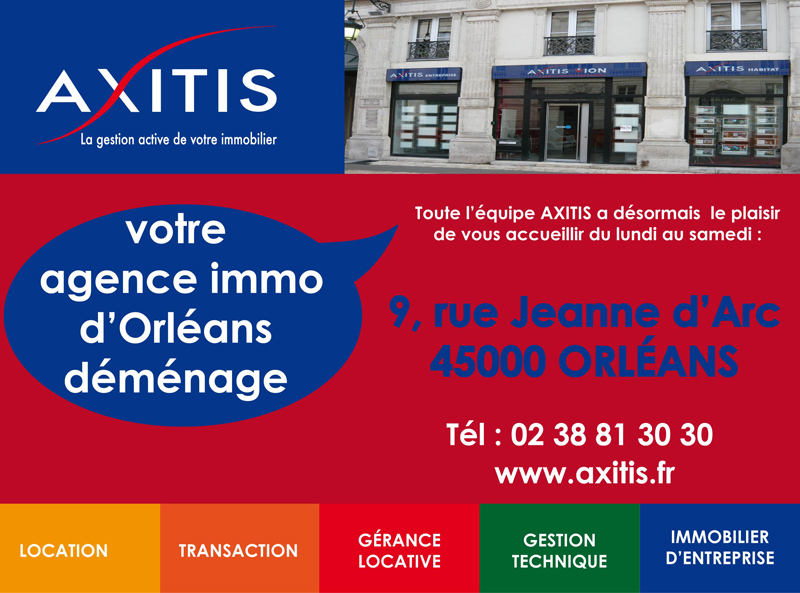 AXITIS
La gestion active de votre immobilier
AXITIS ENTREPRISE
AXITIS
AXITIS HABITAT
votre
agence immo
d'Orléans
déménage
Toute l'équipe AXITIS a désormais le plaisir
de vous accueillir du lundi au samedi :
9, rue Jeanne d'Arc
45000 ORLÉANS
Tél : 02 38 81 30 30
www.axitis.fr
LOCATION
TRANSACTION
GÉRANCE
LOCATIVE
GESTION
TECHNIQUE
IMMOBILIER
D'ENTREPRISE